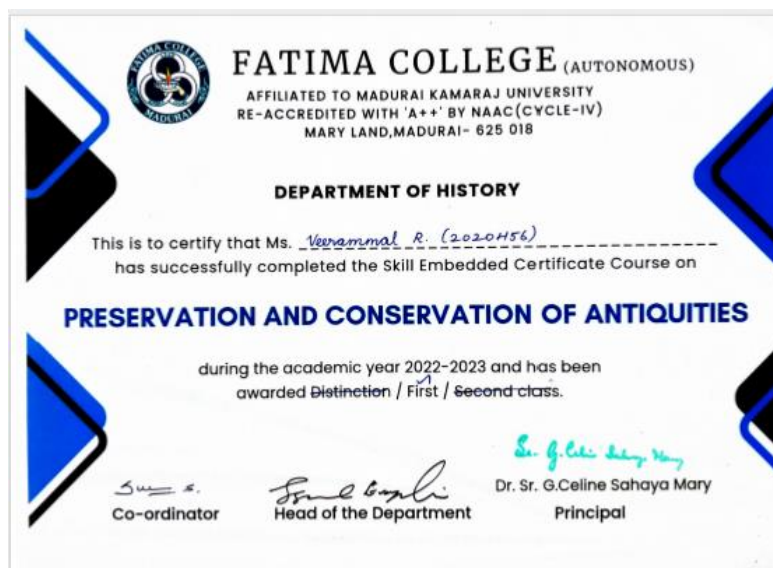 FATIMA COLLEGE
MADURAI
FATIMA COLLEGE (AUTONOMOUS)
AFFILIATED TO MADURAI KAMARAJ UNIVERSITY
RE-ACCREDITED WITH 'A++' BY NAAC(CYCLE-IV)
MARY LAND,MADURAI- 625 018
DEPARTMENT OF HISTORY
This is to certify that Ms. Veerammal R. (2020H56)
has successfully completed the Skill Embedded Certificate Course on
PRESERVATION AND CONSERVATION OF ANTIQUITIES
during the academic year 2022-2023 and has been
awarded Distinction / First / Second class.
Dr. Sr. G.Celine Sahaya Mary
Co-ordinator Head of the Department Principal